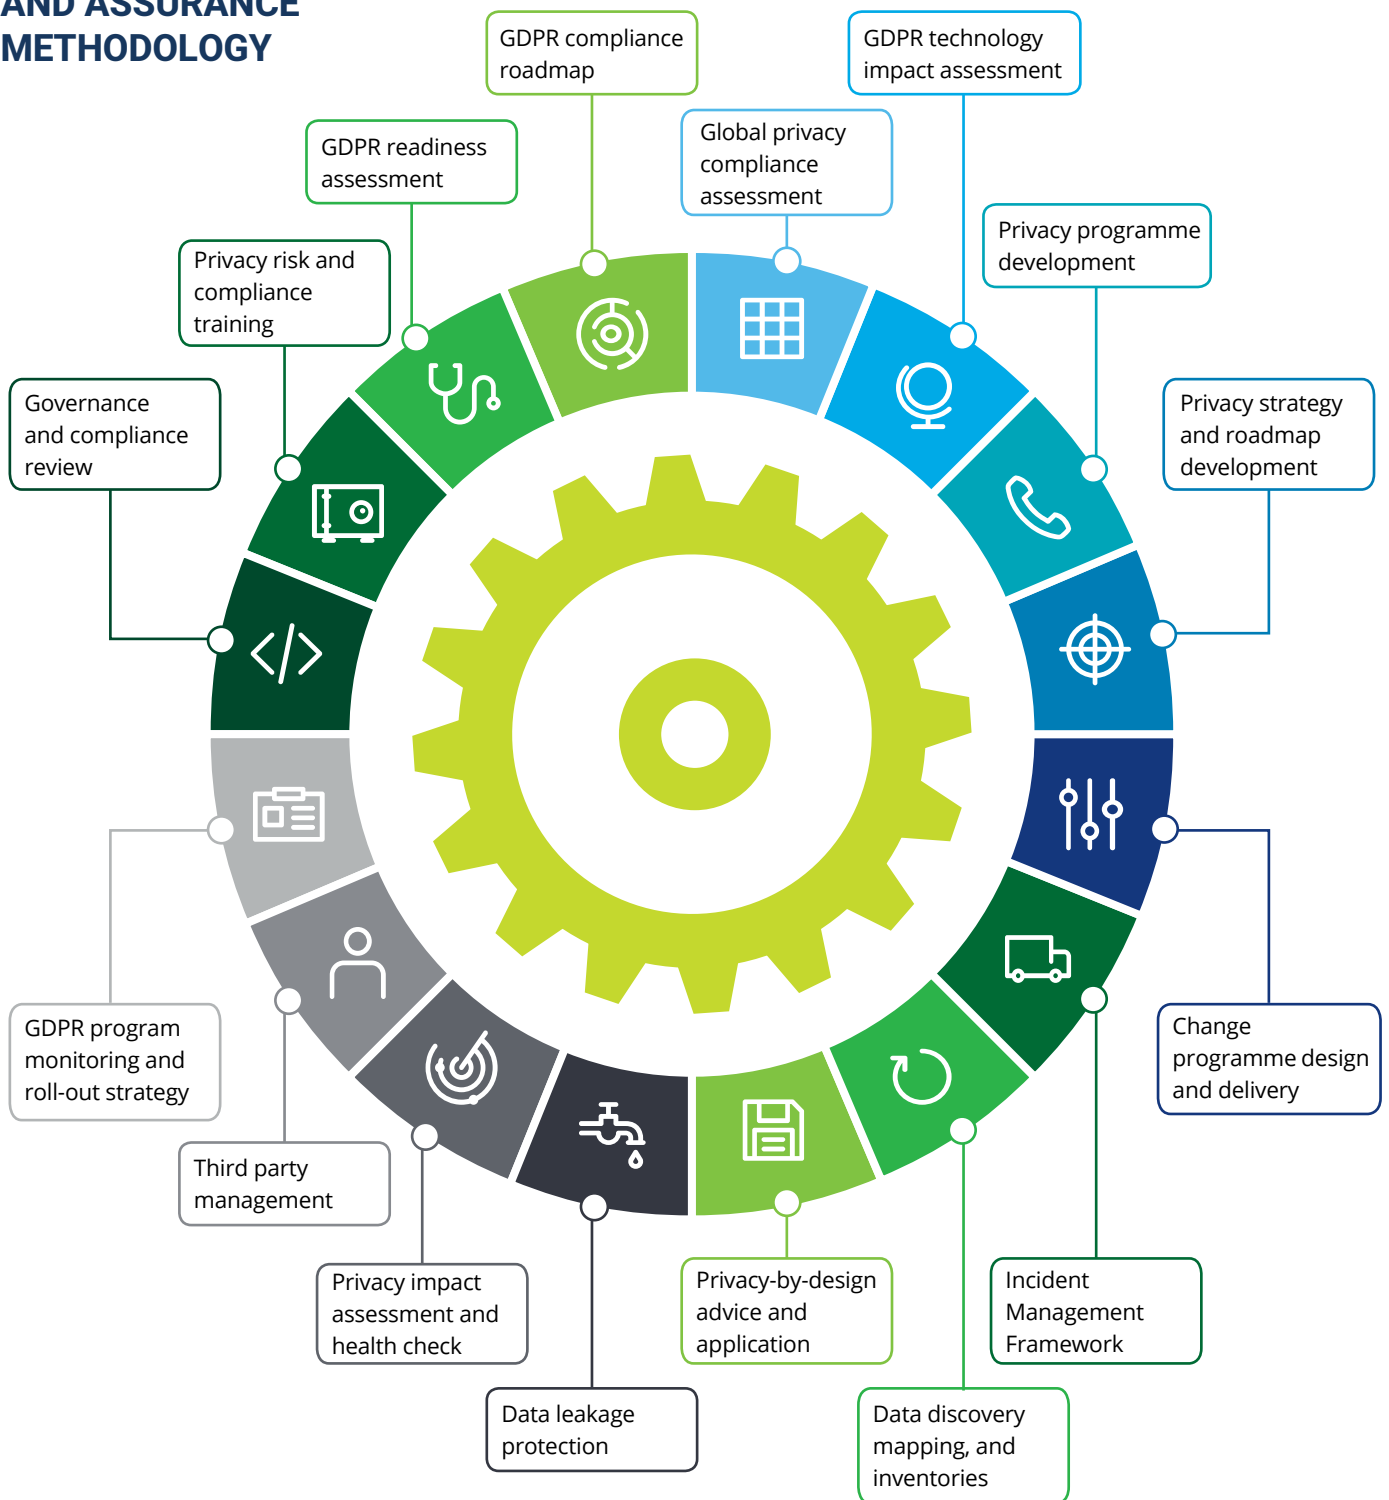 AND ASSURANCE
METHODOLOGY
GDPR compliance
roadmap
GDPR technology
impact assessment
GDPR readiness
assessment
Global privacy
compliance
assessment
Privacy programme
development
Privacy risk and
compliance
training
Governance
and compliance
review
Privacy strategy
and roadmap
development
GDPR program
monitoring and
roll-out strategy
Change
programme design
and delivery
Third party
management
Privacy impact
assessment and
health check
Privacy-by-design
advice and
application
Incident
Management
Framework
Data leakage
protection
Data discovery
mapping, and
inventories